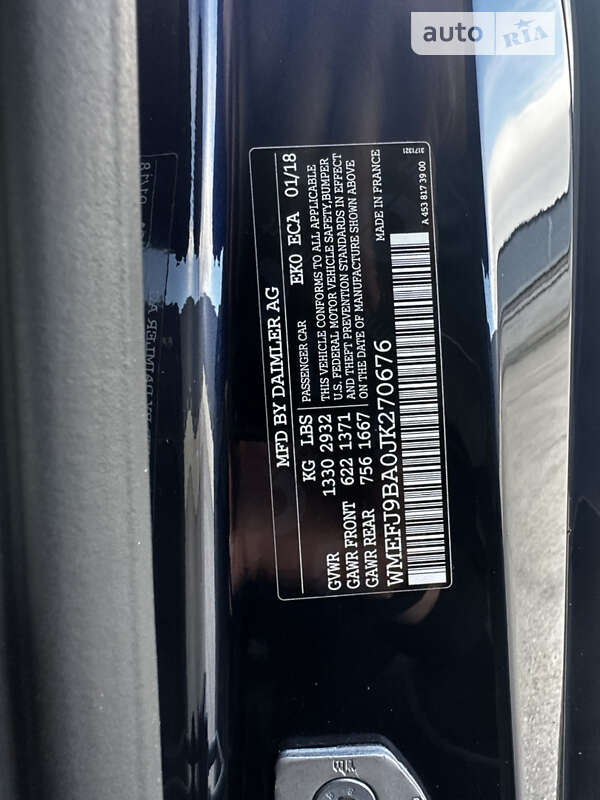 auto RIA
MFD BY DAIMLER AG
KG LBS
GVWR 1330 2932
GAWR FRONT 622 1371
GAWR REAR 756 1667
PASSENGER CAR EK0 ECA 01/18
THIS VEHICLE CONFORMS TO ALL APPLICABLE
U.S. FEDERAL MOTOR VEHICLE SAFETY, BUMPER
AND THEFT PREVENTION STANDARDS IN EFFECT
ON THE DATE OF MANUFACTURE SHOWN ABOVE
WMEFJ9BA0JK270676
MADE IN FRANCE
A 453 817 39 00
3171321